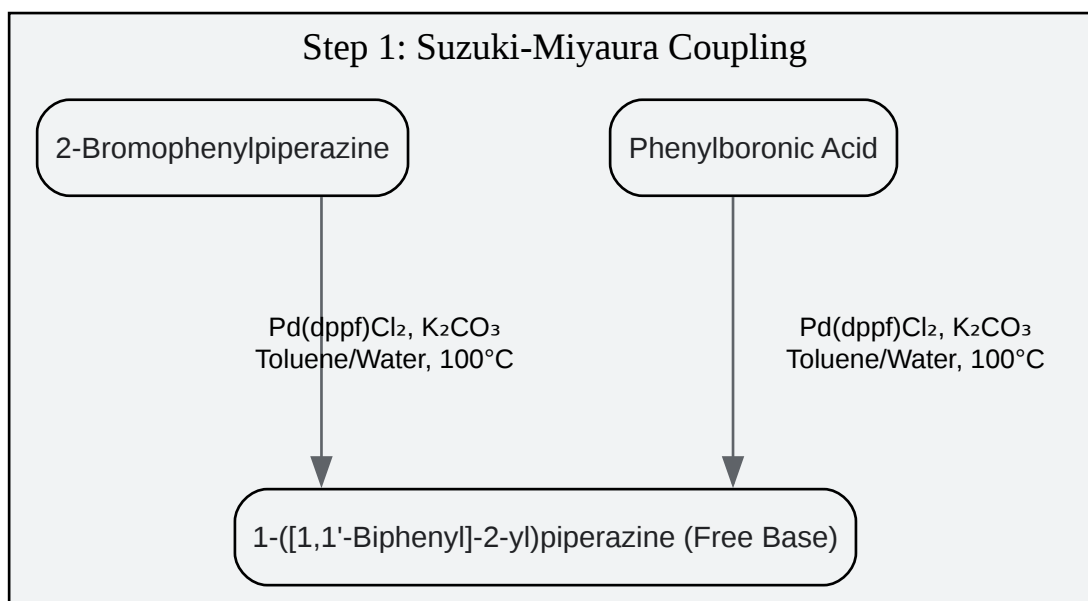 Step 1: Suzuki-Miyaura Coupling
2-Bromophenylpiperazine
Phenylboronic Acid
Pd(dppf)Cl₂, K₂CO₃
Toluene/Water, 100°C
Pd(dppf)Cl₂, K₂CO₃
Toluene/Water, 100°C
1-([1,1'-Biphenyl]-2-yl)piperazine (Free Base)